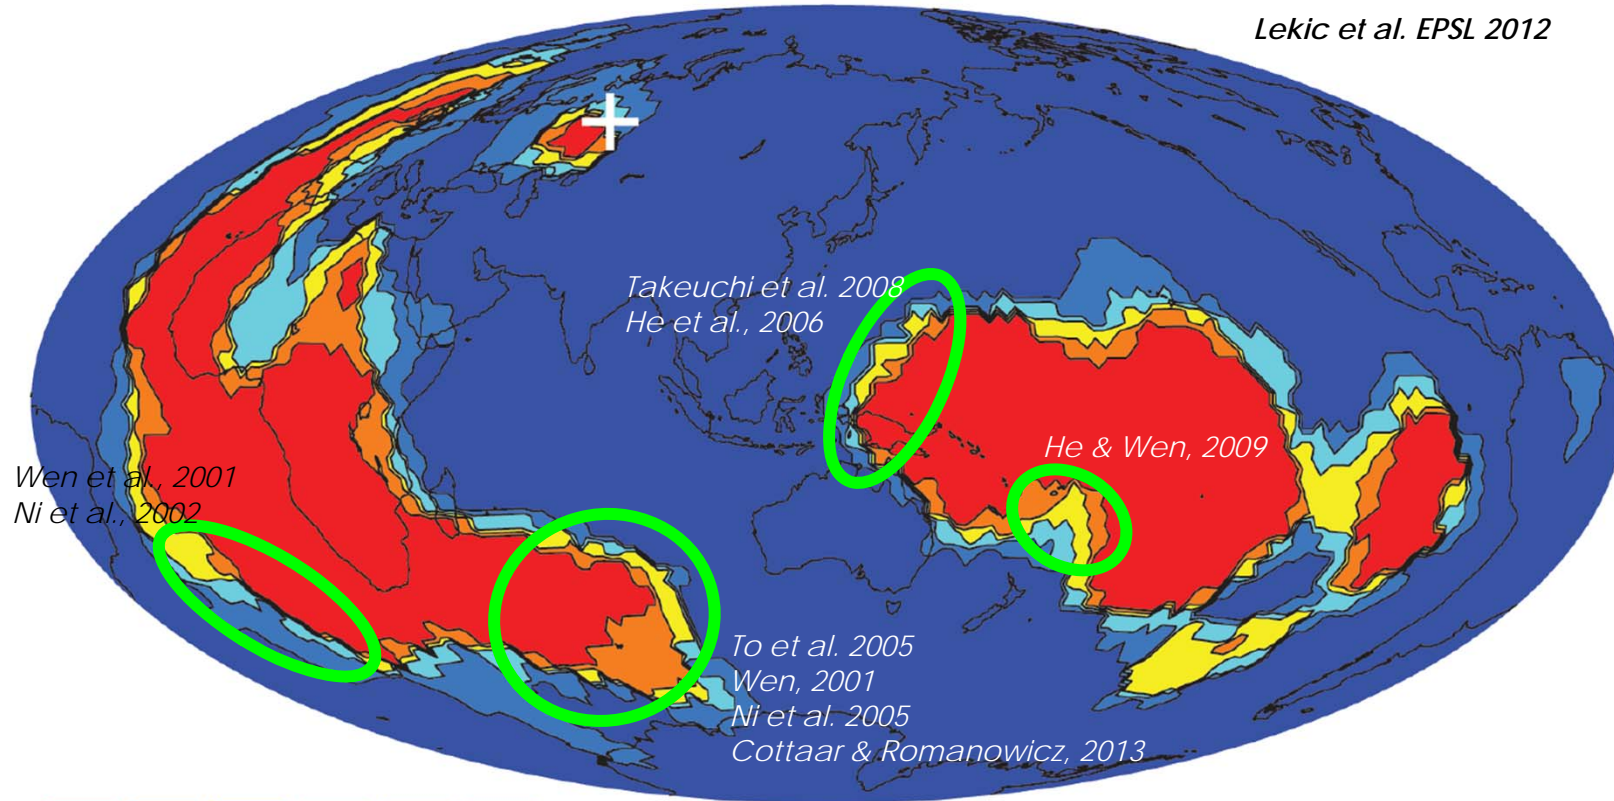 Lekic et al. EPSL 2012
Takeuchi et al. 2008
He et al., 2006
He & Wen, 2009
Wen et al., 2001
Ni et al., 2002
To et al. 2005
Wen, 2001
Ni et al. 2005
Cottaar & Romanowicz, 2013